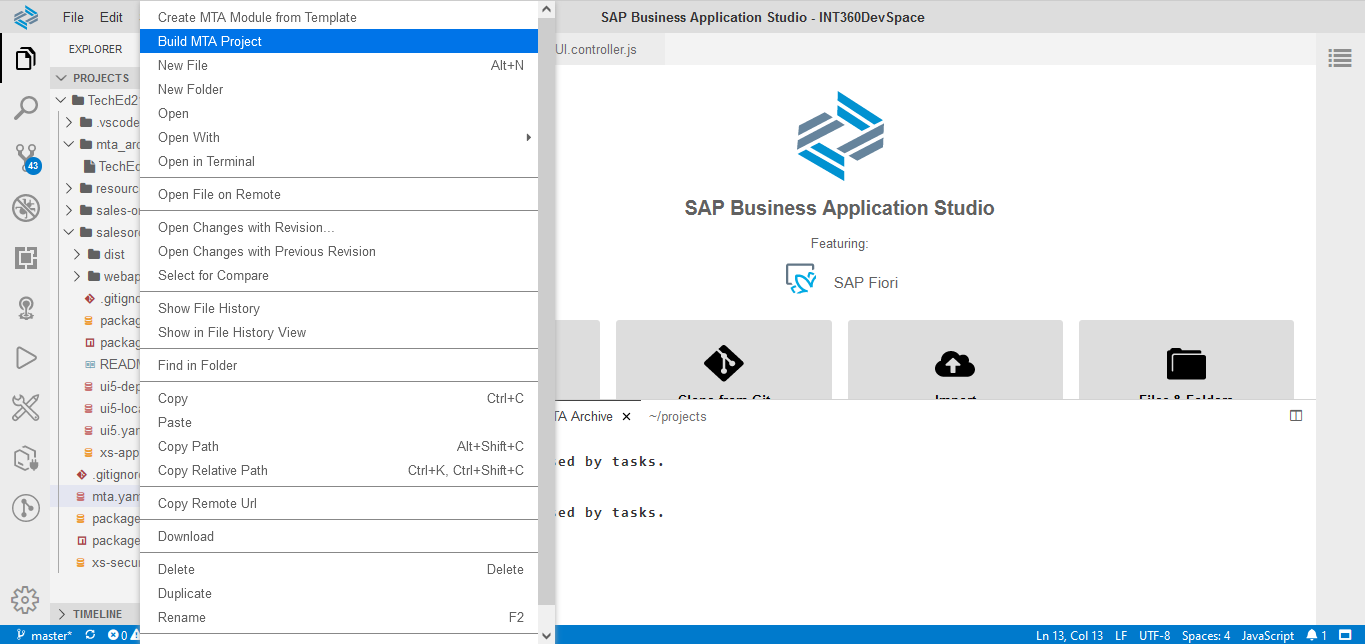 File Edit
SAP Business Application Studio - INT360DevSpace
EXPLORER
UI.controller.js
PROJECTS
TechEd2
.vscode
mta_arc
TechEd
resourc
sales-or
salesor
dist
webap
.gitignor
packag
packag
READ
ui5-dep
ui5-loca
ui5.yam
xs-app
.gitignor
mta.yam
package
package
xs-secur
TIMELINE
Create MTA Module from Template
Build MTA Project
New File Alt+N
New Folder
Open
Open With
Open in Terminal
Open File on Remote
Open Changes with Revision...
Open Changes with Previous Revision
Select for Compare
Show File History
Show in File History View
Find in Folder
Copy Ctrl+C
Paste
Copy Path Alt+Shift+C
Copy Relative Path Ctrl+K, Ctrl+Shift+C
Copy Remote Url
Download
Delete Delete
Duplicate
Rename F2
SAP Business Application Studio
Featuring:
SAP Fiori
Clone from Git
Import
Files & Folders
TA Archive ~/projects
sed by tasks.
sed by tasks.
43
master* 0
Ln 13, Col 13 LF UTF-8 Spaces: 4 JavaScript 1